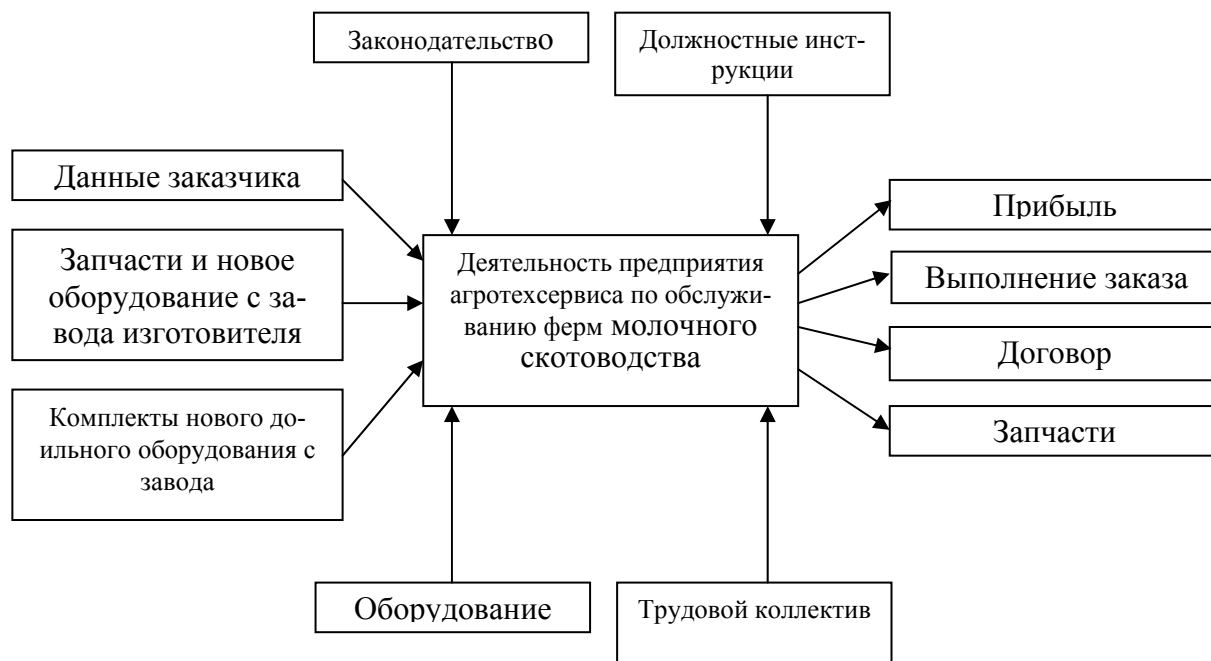 Законодательство
Должностные инст-
рукции
Данные заказчика
Запчасти и новое
оборудование с за-
вода изготовителя
Комплекты нового до-
ильного оборудования с
завода
Деятельность предприятия
агротехсервиса по обслужи-
ванию ферм молочного
скотоводства
Прибыль
Выполнение заказа
Договор
Запчасти
Оборудование
Трудовой коллектив